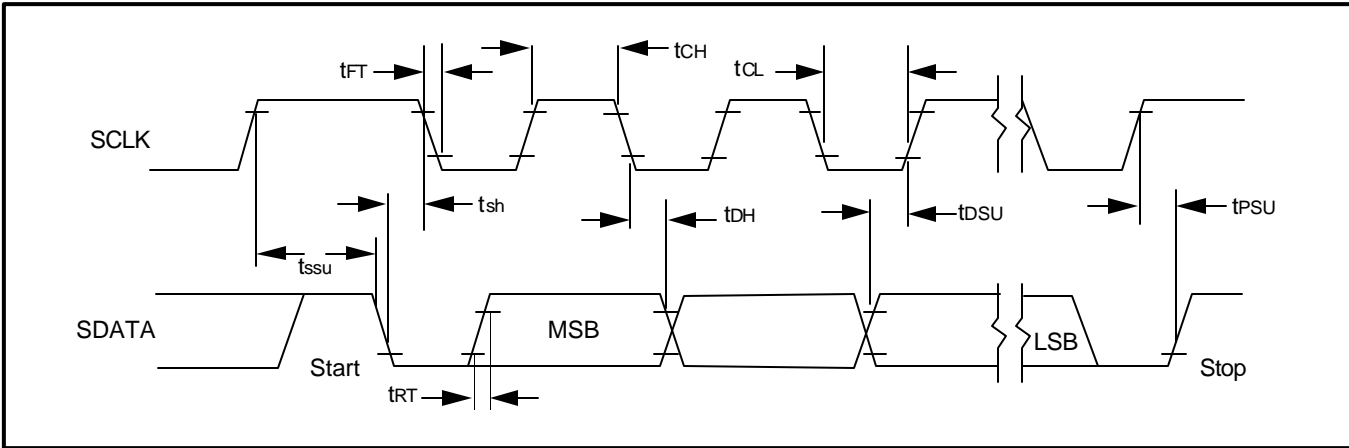 tCH
tFT
tCL
SCLK
tsh
tDH
tDSU
tPSU
tssu
SDATA
MSB
LSB
Start
Stop
tRT